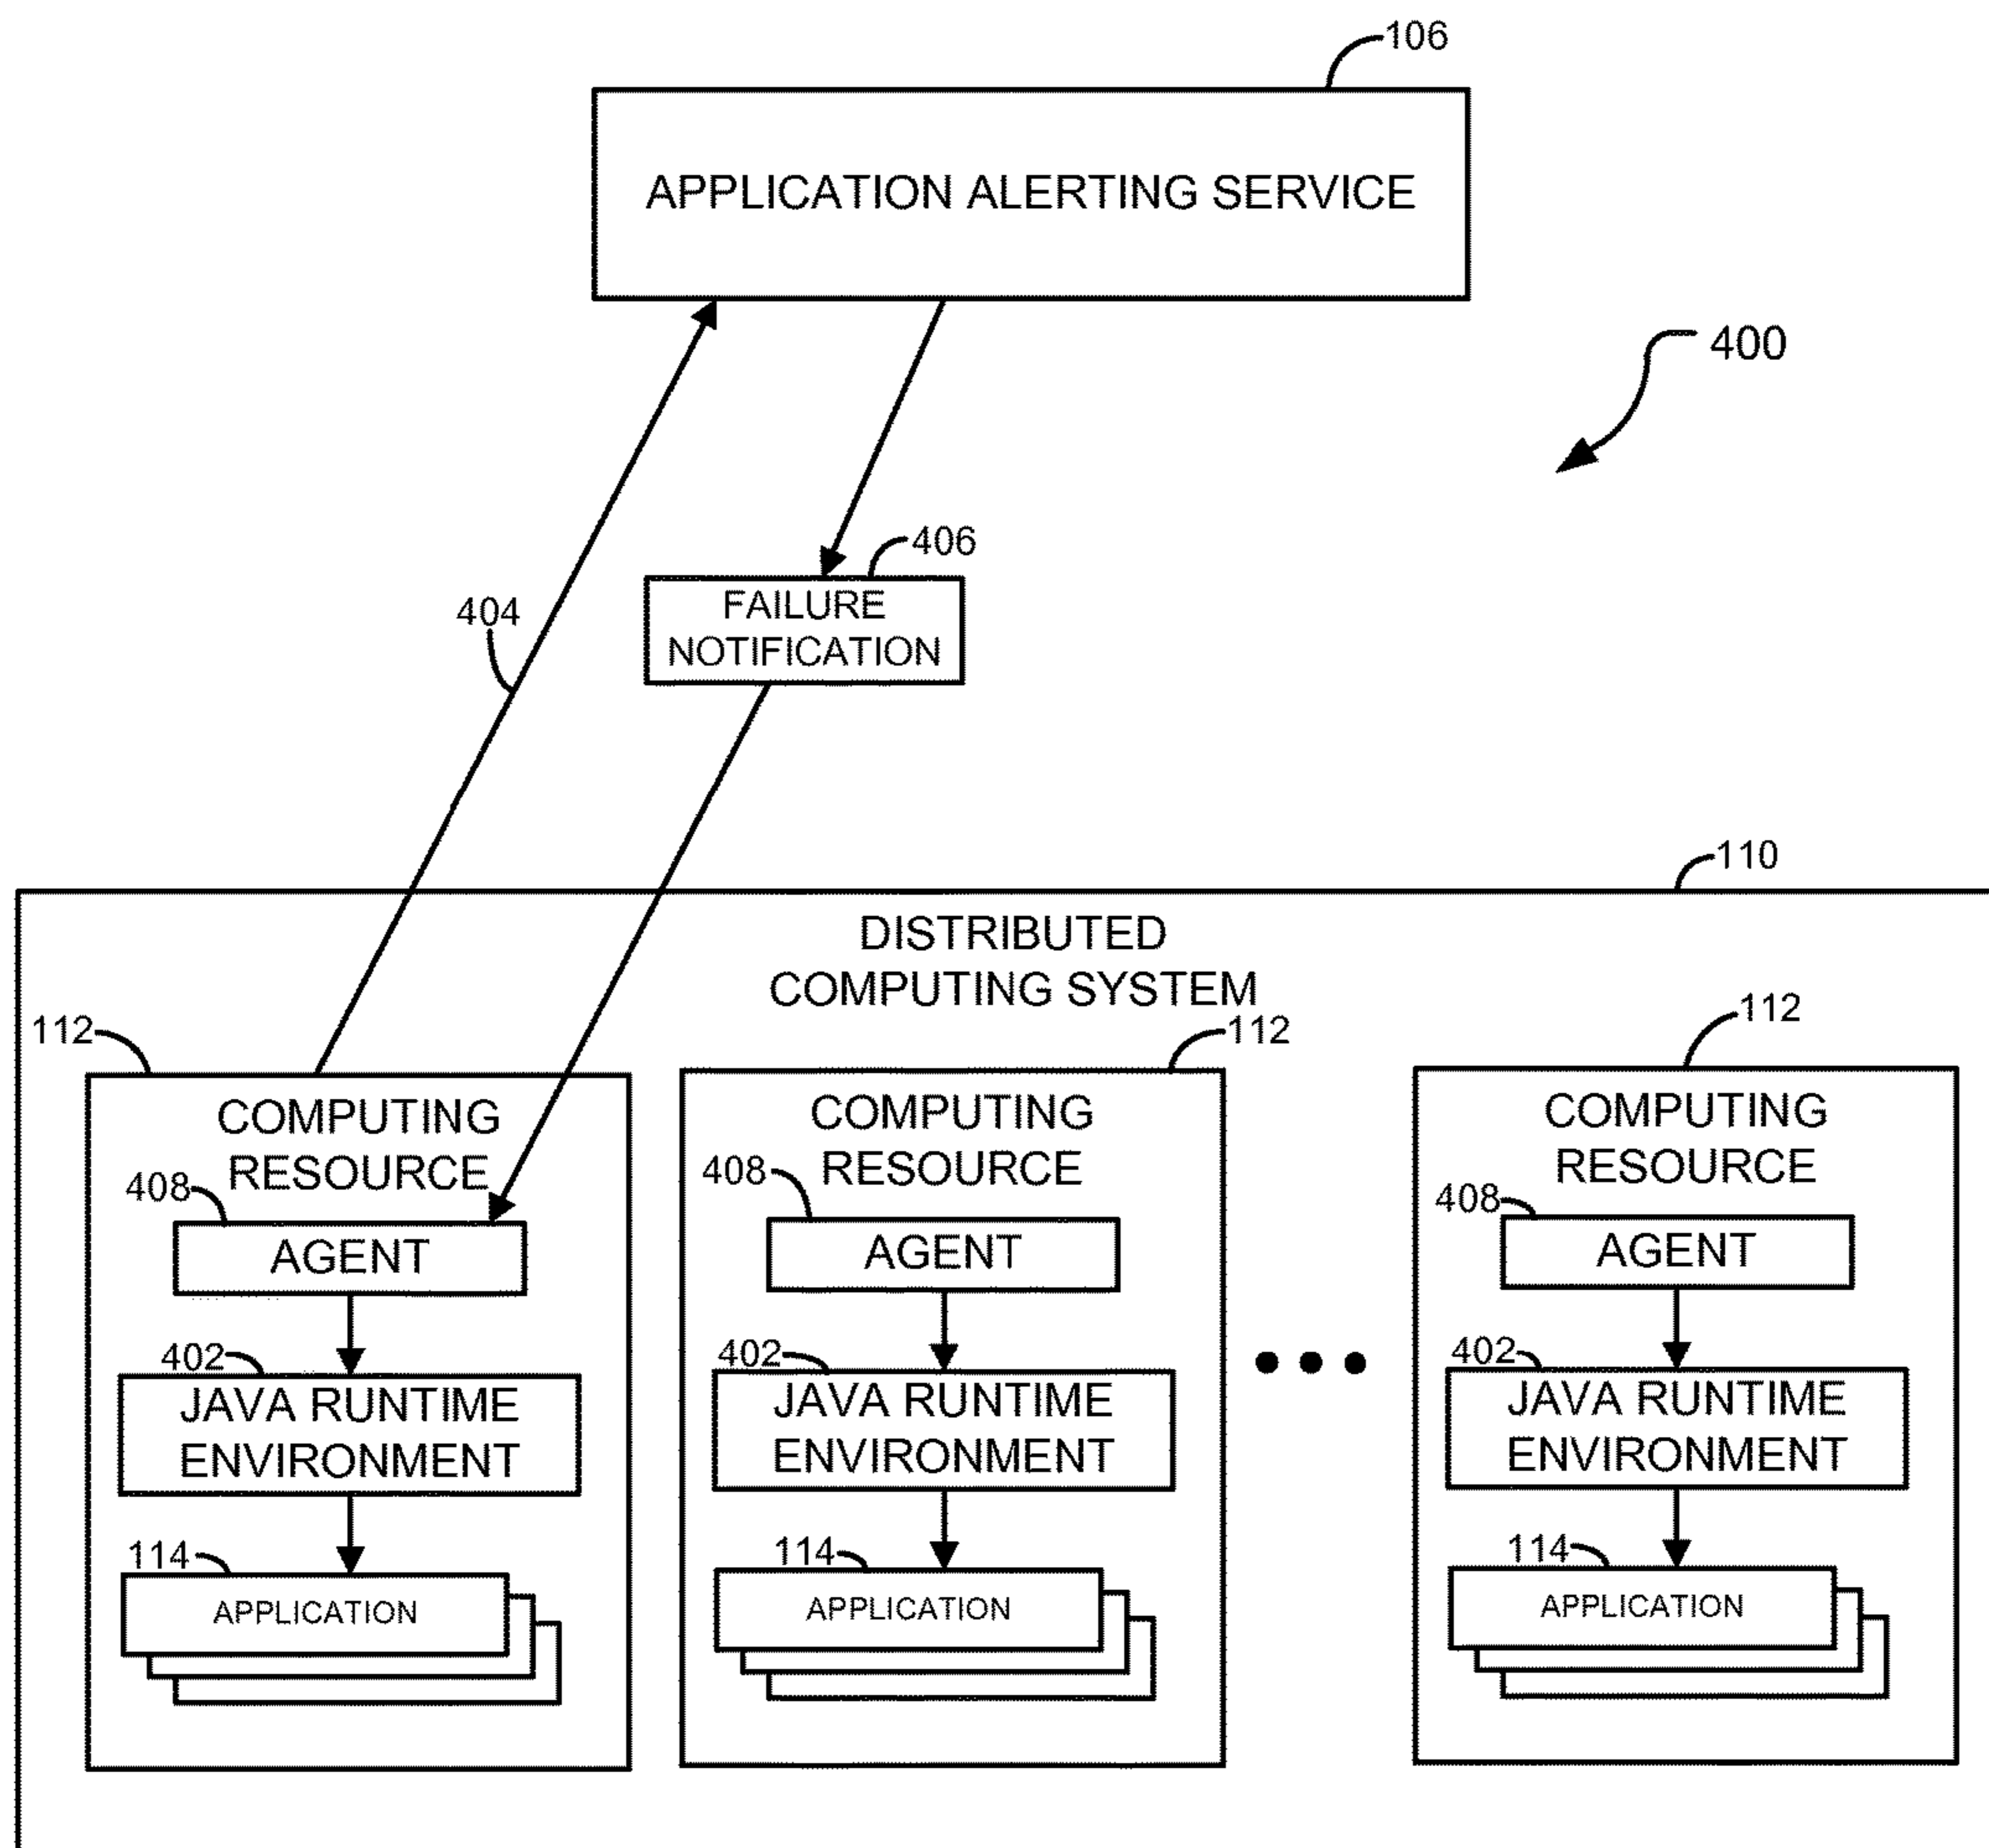 106
APPLICATION ALERTING SERVICE
400
406
FAILURE
NOTIFICATION
404
110
DISTRIBUTED
COMPUTING SYSTEM
112
COMPUTING
RESOURCE
408
AGENT
402
JAVA RUNTIME
ENVIRONMENT
114
APPLICATION
112
COMPUTING
RESOURCE
408
AGENT
402
JAVA RUNTIME
ENVIRONMENT
114
APPLICATION
112
COMPUTING
RESOURCE
408
AGENT
402
JAVA RUNTIME
ENVIRONMENT
114
APPLICATION